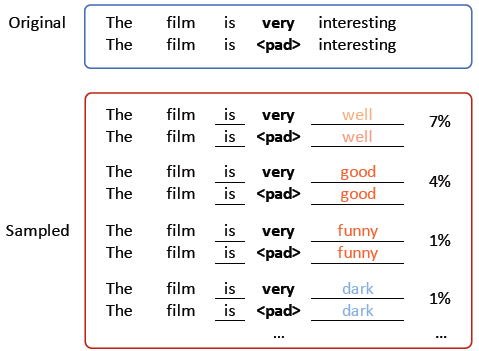 Original The film is very interesting
The film is <pad> interesting
The film is very well 7%
The film is <pad> well
The film is very good 4%
The film is <pad> good
Sampled The film is very funny 1%
The film is <pad> funny
The film is very dark 1%
The film is <pad> dark
... ...